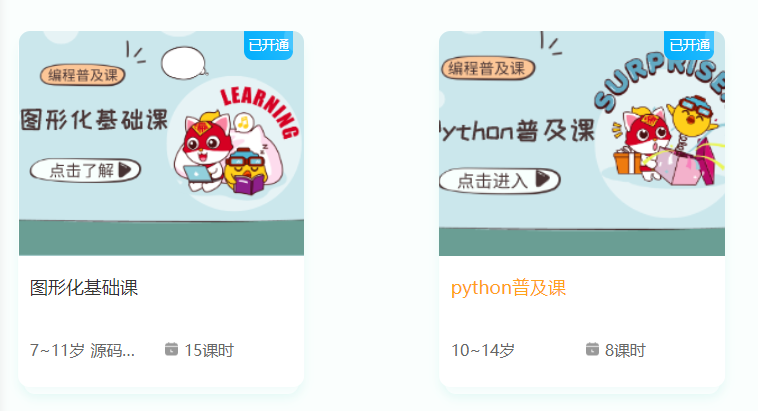 已开通
编程普及课
LEARNING
图形化基础课
点击了解
图形化基础课
7~11岁 源码...
15课时
已开通
编程普及课
SURPRISE
python普及课
点击进入
python普及课
10~14岁
8课时